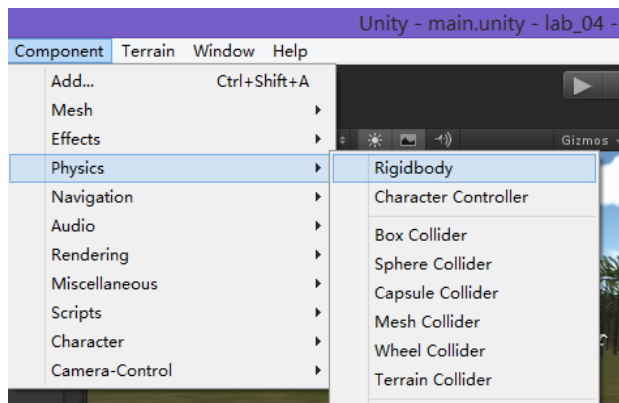 Unity - main.unity - lab_04 -
Component Terrain Window Help
Add... Ctrl+Shift+A
Mesh
Effects
Physics
Navigation
Audio
Rendering
Miscellaneous
Scripts
Character
Camera-Control
Gizmos
Rigidbody
Character Controller
Box Collider
Sphere Collider
Capsule Collider
Mesh Collider
Wheel Collider
Terrain Collider